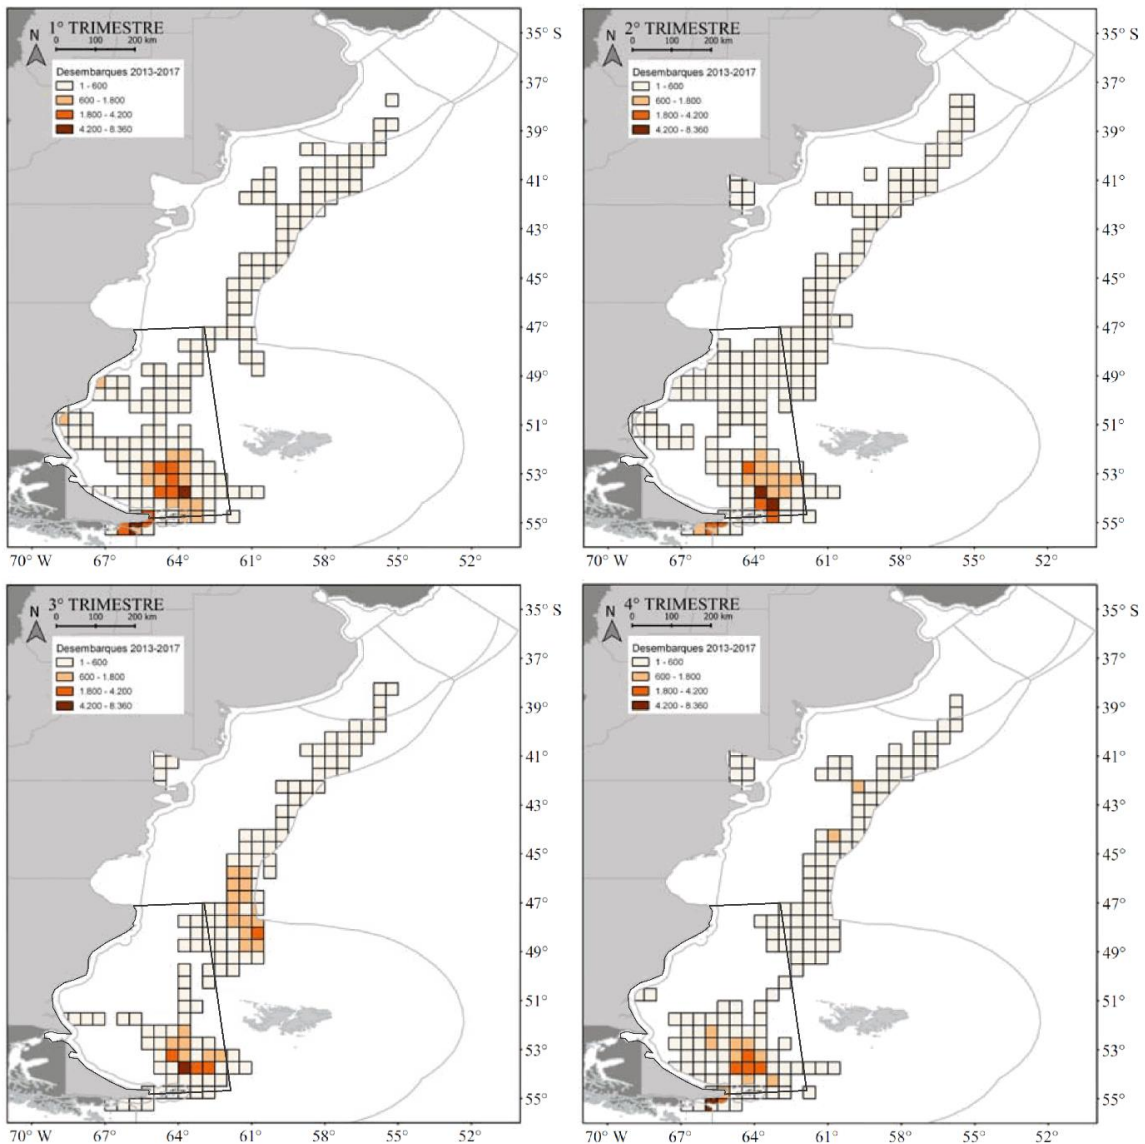 1° TRIMESTRE
N
0 100 200 km
Desembarques 2013-2017
1 - 600
600 - 1.800
1.800 - 4.200
4.200 - 8.360
2° TRIMESTRE
N
0 100 200 km
Desembarques 2013-2017
1 - 600
600 - 1.800
1.800 - 4.200
4.200 - 8.360
35° S
37°
39°
41°
43°
45°
47°
49°
51°
53°
55°
35° S
37°
39°
41°
43°
45°
47°
49°
51°
53°
55°
70° W 67° 64° 61° 58° 55° 52°
70° W 67° 64° 61° 58° 55° 52°
3° TRIMESTRE
N
0 100 200 km
Desembarques 2013-2017
1 - 600
600 - 1.800
1.800 - 4.200
4.200 - 8.360
4° TRIMESTRE
N
0 100 200 km
Desembarques 2013-2017
1 - 600
600 - 1.800
1.800 - 4.200
4.200 - 8.360
35° S
37°
39°
41°
43°
45°
47°
49°
51°
53°
55°
35° S
37°
39°
41°
43°
45°
47°
49°
51°
53°
55°
70° W 67° 64° 61° 58° 55° 52°
70° W 67° 64° 61° 58° 55° 52°